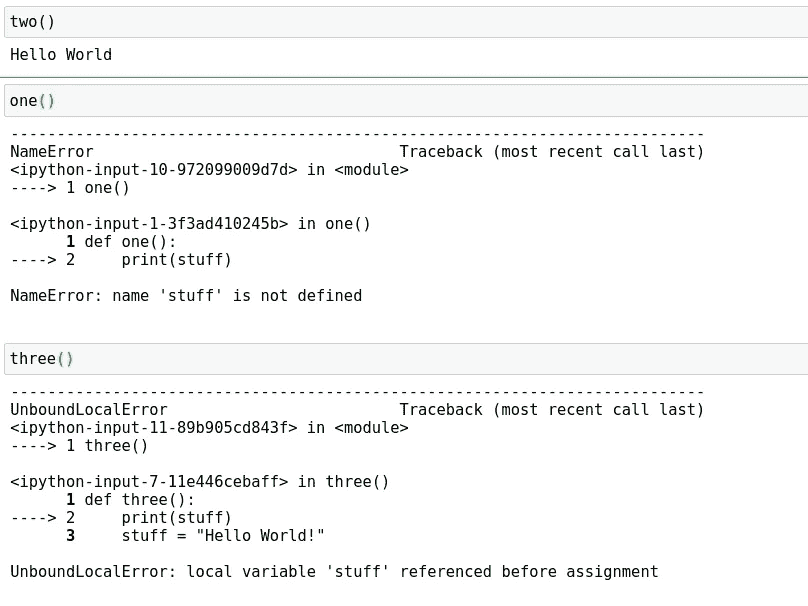 two()
Hello World
one()
---------------------------------------------------------------------------
NameError                                 Traceback (most recent call last)
<ipython-input-10-972099009d7d> in <module>
----> 1 one()
<ipython-input-1-3f3ad410245b> in one()
      1 def one():
----> 2     print(stuff)
NameError: name 'stuff' is not defined
three()
---------------------------------------------------------------------------
UnboundLocalError                         Traceback (most recent call last)
<ipython-input-11-89b905cd843f> in <module>
----> 1 three()
<ipython-input-7-11e446cebaff> in three()
      1 def three():
----> 2     print(stuff)
      3     stuff = "Hello World!"
UnboundLocalError: local variable 'stuff' referenced before assignment